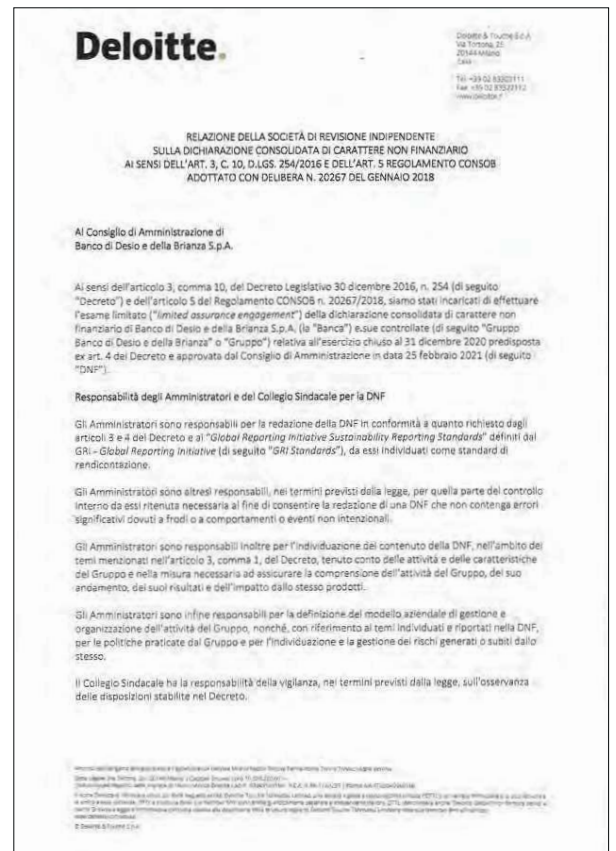 Deloitte.
Deloitte & Touche S.p.A.
Via Tortona, 25
20144 Milano
Italia
Tel: +39 02 83322111
Fax: +39 02 83322112
www.deloitte.it
RELAZIONE DELLA SOCIETÀ DI REVISIONE INDIPENDENTE
SULLA DICHIARAZIONE CONSOLIDATA DI CARATTERE NON FINANZIARIO
AI SENSI DELL'ART. 3, C. 10, D.LGS. 254/2016 E DELL'ART. 5 REGOLAMENTO CONSOB
ADOTTATO CON DELIBERA N. 20267 DEL GENNAIO 2018
Al Consiglio di Amministrazione di
Banco di Desio e della Brianza S.p.A.
Ai sensi dell'articolo 3, comma 10, del Decreto Legislativo 30 dicembre 2016, n. 254 (di seguito
"Decreto") e dell'articolo 5 del Regolamento CONSOB n. 20267/2018, siamo stati incaricati di effettuare
l'esame limitato ("limited assurance engagement") della dichiarazione consolidata di carattere non
finanziario di Banco di Desio e della Brianza S.p.A. (la "Banca") e sue controllate (di seguito "Gruppo
Banco di Desio e della Brianza" o "Gruppo") relativa all'esercizio chiuso al 31 dicembre 2020 predisposta
ex art. 4 del Decreto e approvata dal Consiglio di Amministrazione in data 25 febbraio 2021 (di seguito
"DNF").
Responsabilità degli Amministratori e del Collegio Sindacale per la DNF
Gli Amministratori sono responsabili per la redazione della DNF in conformità a quanto richiesto dagli
articoli 3 e 4 del Decreto e ai "Global Reporting Initiative Sustainability Reporting Standards" definiti dal
GRI - Global Reporting Initiative (di seguito "GRI Standards"), da essi individuati come standard di
rendicontazione.
Gli Amministratori sono altresì responsabili, nei termini previsti dalla legge, per quella parte del controllo
interno da essi ritenuta necessaria al fine di consentire la redazione di una DNF che non contenga errori
significativi dovuti a frodi o a comportamenti o eventi non intenzionali.
Gli Amministratori sono responsabili inoltre per l'individuazione del contenuto della DNF, nell'ambito dei
temi menzionati nell'articolo 3, comma 1, del Decreto, tenuto conto delle attività e delle caratteristiche
del Gruppo e nella misura necessaria ad assicurare la comprensione dell'attività del Gruppo, del suo
andamento, dei suoi risultati e dell'impatto dallo stesso prodotti.
Gli Amministratori sono infine responsabili per la definizione del modello aziendale di gestione e
organizzazione dell'attività del Gruppo, nonché, con riferimento ai temi individuati e riportati nella DNF,
per le politiche praticate dal Gruppo e per l'individuazione e la gestione dei rischi generati o subiti dallo
stesso.
Il Collegio Sindacale ha la responsabilità della vigilanza, nei termini previsti dalla legge, sull'osservanza
delle disposizioni stabilite nel Decreto.
© Deloitte & Touche S.p.A.